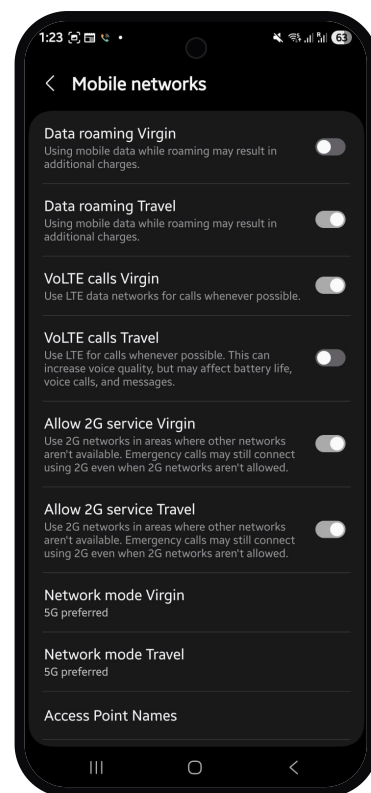 1:23
63
Mobile networks
Data roaming Virgin
Using mobile data while roaming may result in
additional charges.
Data roaming Travel
Using mobile data while roaming may result in
additional charges.
VoLTE calls Virgin
Use LTE data networks for calls whenever possible.
VoLTE calls Travel
Use LTE for calls whenever possible. This can
increase voice quality, but may affect battery life,
voice calls, and messages.
Allow 2G service Virgin
Use 2G networks in areas where other networks
aren't available. Emergency calls may still connect
using 2G even when 2G networks aren't allowed.
Allow 2G service Travel
Use 2G networks in areas where other networks
aren't available. Emergency calls may still connect
using 2G even when 2G networks aren't allowed.
Network mode Virgin
5G preferred
Network mode Travel
5G preferred
Access Point Names